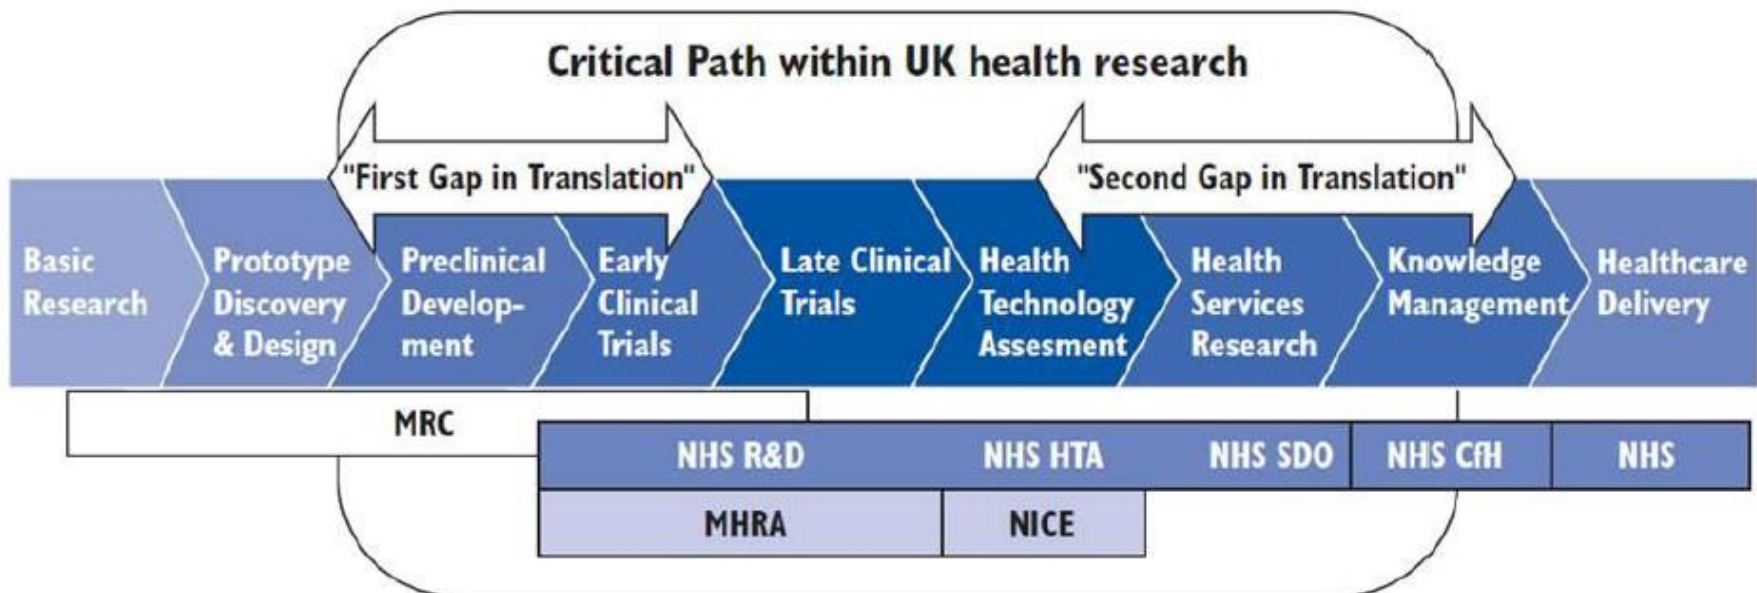 Critical Path within UK health research
"First Gap in Translation"
"Second Gap in Translation"
Basic
Research
Prototype
Discovery
& Design
Preclinical
Develop-
ment
Early
Clinical
Trials
Late Clinical
Trials
Health
Technology
Assesment
Health
Services
Research
Knowledge
Management
Healthcare
Delivery
MRC
NHS R&D
NHS HTA
NHS SDO
NHS CfH
NHS
MHRA
NICE